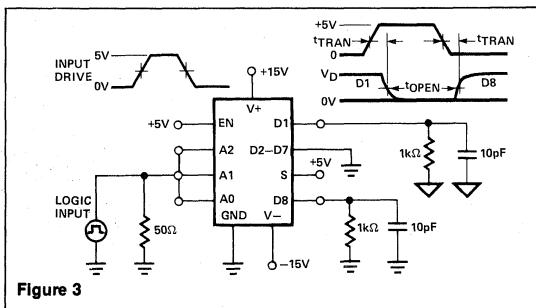 INPUT
DRIVE
5V
0V
+5V
tTRAN
tTRAN
0
VD
D1
tOPEN
D8
0V
+15V
V+
+5V
EN
D1
A2
D2–D7
+5V
A1
S
1kΩ
10pF
LOGIC
INPUT
A0
D8
50Ω
GND
V–
1kΩ
10pF
–15V
Figure 3